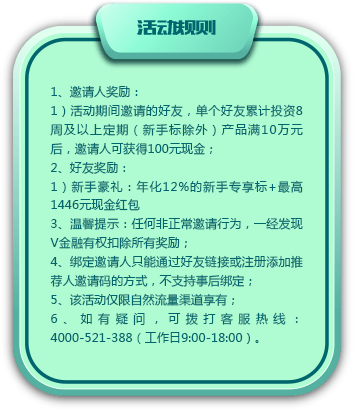 活动规则
1、邀请人奖励：
1）活动期间邀请的好友，单个好友累计投资8
周及以上定期（新手标除外）产品满10万元
后，邀请人可获得100元现金；
2、好友奖励：
1）新手豪礼：年化12%的新手专享标+最高
1446元现金红包
3、温馨提示：任何非正常邀请行为，一经发现
V金融有权扣除所有奖励；
4、绑定邀请人只能通过好友链接或注册添加推
荐人邀请码的方式，不支持事后绑定；
5、该活动仅限自然流量渠道享有；
6、如有疑问，可拨打客服热线：
4000-521-388（工作日9:00-18:00）。